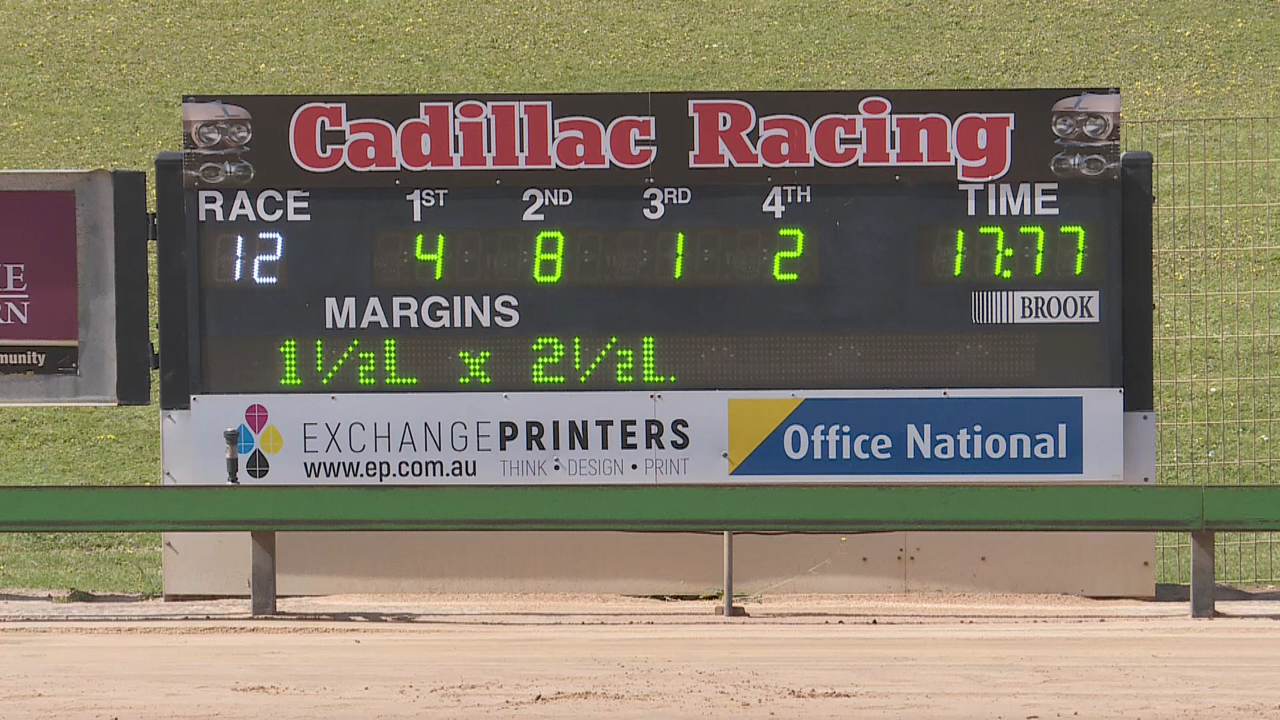 Cadillac Racing
RACE 1ST 2ND 3RD 4TH TIME
12 4 8 1 2 17:77
MARGINS
BROOK
1½L x 2½L
EXCHANGEPRINTERS
www.ep.com.au THINK • DESIGN • PRINT
Office National
E
RN
munity